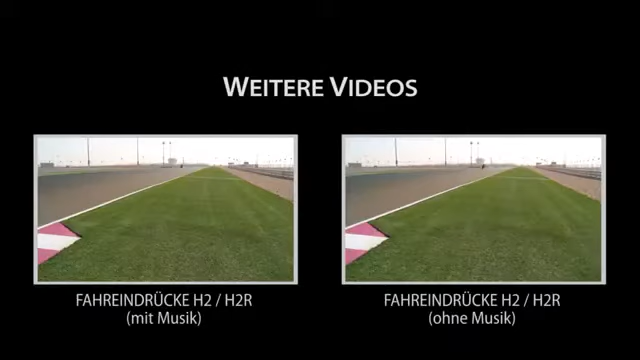 WEITERE VIDEOS
FAHREINDRÜCKE H2 / H2R
(mit Musik)
FAHREINDRÜCKE H2 / H2R
(ohne Musik)